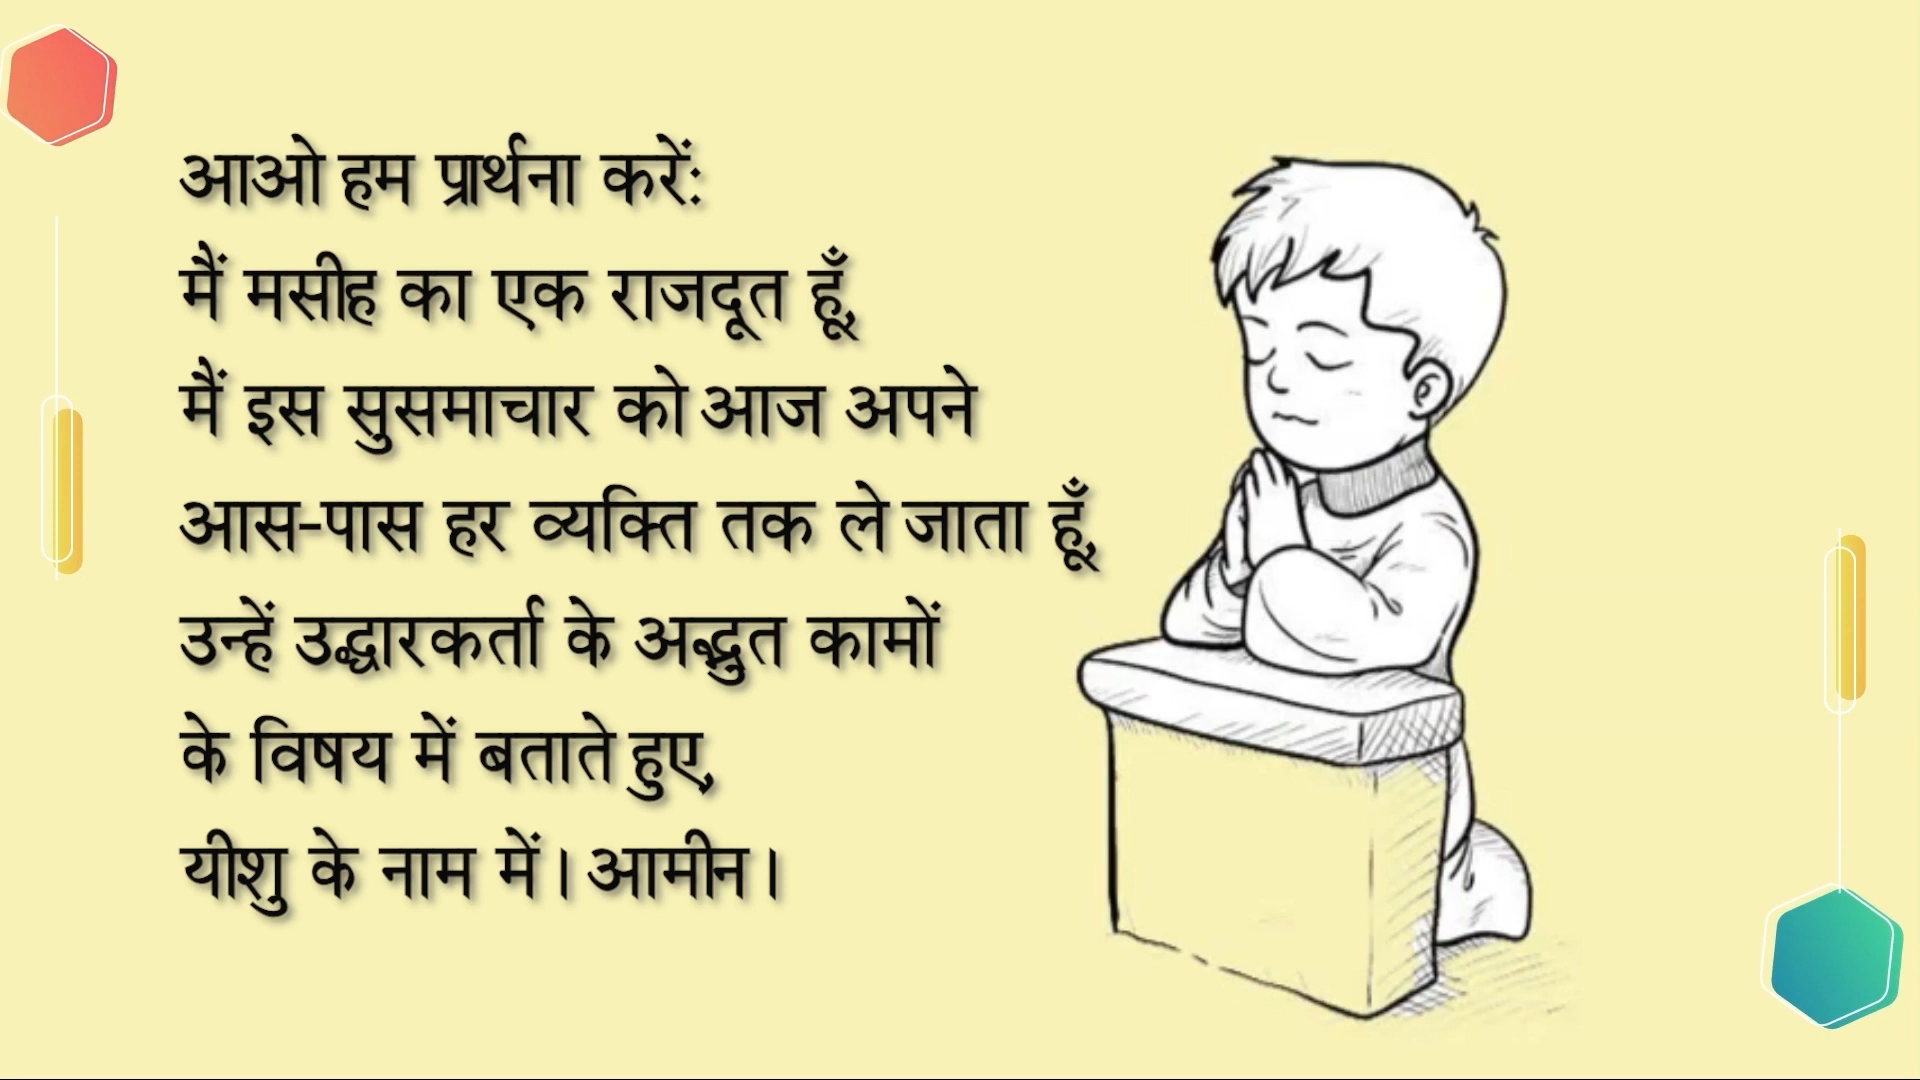 आओ हम प्रार्थना करें:
मैं मसीह का एक राजदूत हूँ,
मैं इस सुसमाचार को आज अपने
आस-पास हर व्यक्ति तक ले जाता हूँ,
उन्हें उद्धारकर्ता के अद्भुत कामों
के विषय में बताते हुए,
यीशु के नाम में। आमीन।